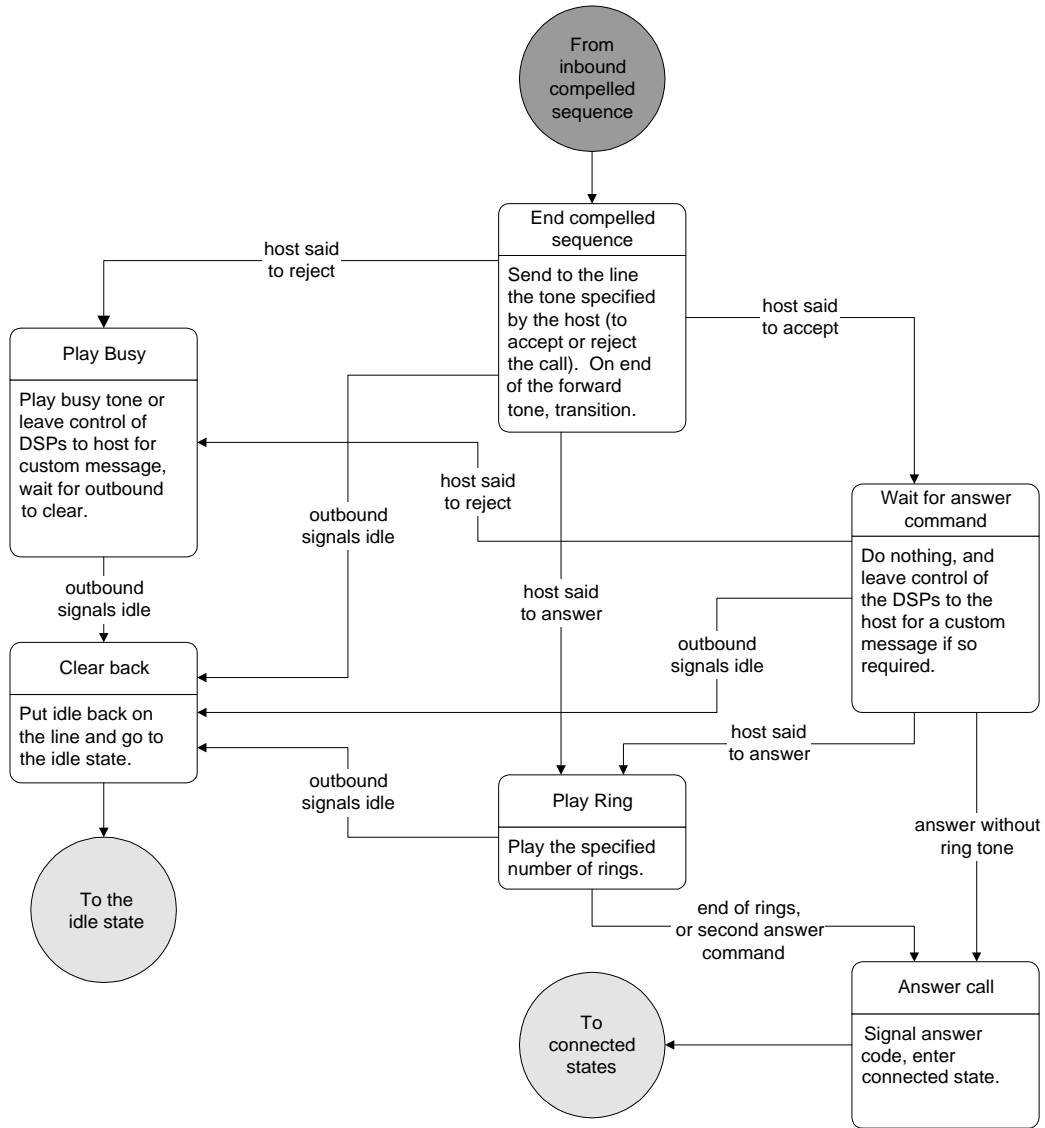 From
inbound
compelled
sequence
End compelled
sequence
Send to the line
the tone specified
by the host (to
accept or reject
the call).  On end
of the forward
tone, transition.
host said
to reject
host said
to accept
Play Busy
Play busy tone or
leave control of
DSPs to host for
custom message,
wait for outbound
to clear.
host said
to reject
Wait for answer
command
Do nothing, and
leave control of
the DSPs to the
host for a custom
message if so
required.
outbound
signals idle
outbound
signals idle
host said
to answer
outbound
signals idle
Clear back
Put idle back on
the line and go to
the idle state.
host said
to answer
outbound
signals idle
Play Ring
Play the specified
number of rings.
answer without
ring tone
To the
idle state
end of rings,
or second answer
command
Answer call
Signal answer
code, enter
connected state.
To
connected
states